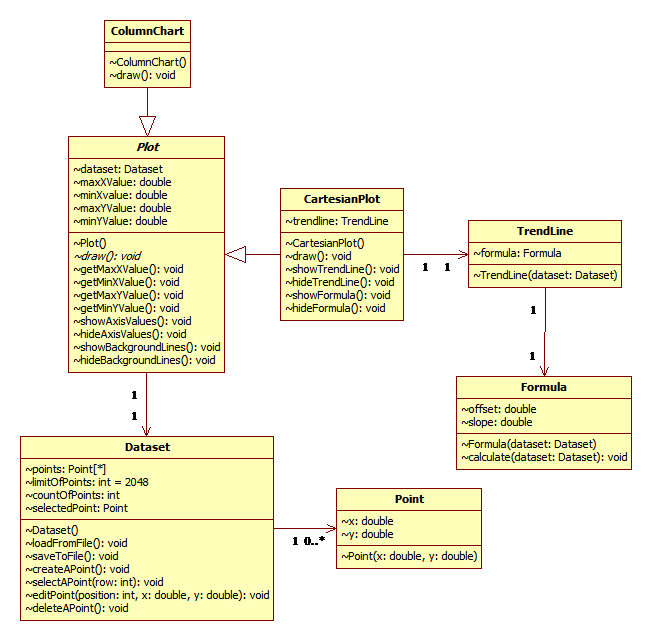 ColumnChart
~ColumnChart()
~draw(): void
Plot
~dataset: Dataset
~maxXValue: double
~minXvalue: double
~maxYValue: double
~minYValue: double
~Plot()
~draw(): void
~getMaxXValue(): void
~getMinXValue(): void
~getMaxYValue(): void
~getMinYValue(): void
~showAxisValues(): void
~hideAxisValues(): void
~showBackgroundLines(): void
~hideBackgroundLines(): void
CartesianPlot
~trendline: TrendLine
~CartesianPlot()
~draw(): void
~showTrendLine(): void
~hideTrendLine(): void
~showFormula(): void
~hideFormula(): void
1 1
TrendLine
~formula: Formula
~TrendLine(dataset: Dataset)
1
1
Formula
~offset: double
~slope: double
~Formula(dataset: Dataset)
~calculate(dataset: Dataset): void
1
1
Dataset
~points: Point[*]
~limitOfPoints: int = 2048
~countOfPoints: int
~selectedPoint: Point
~Dataset()
~loadFromFile(): void
~saveToFile(): void
~createAPoint(): void
~selectAPoint(row: int): void
~editPoint(position: int, x: double, y: double): void
~deleteAPoint(): void
1 0..*
Point
~x: double
~y: double
~Point(x: double, y: double)